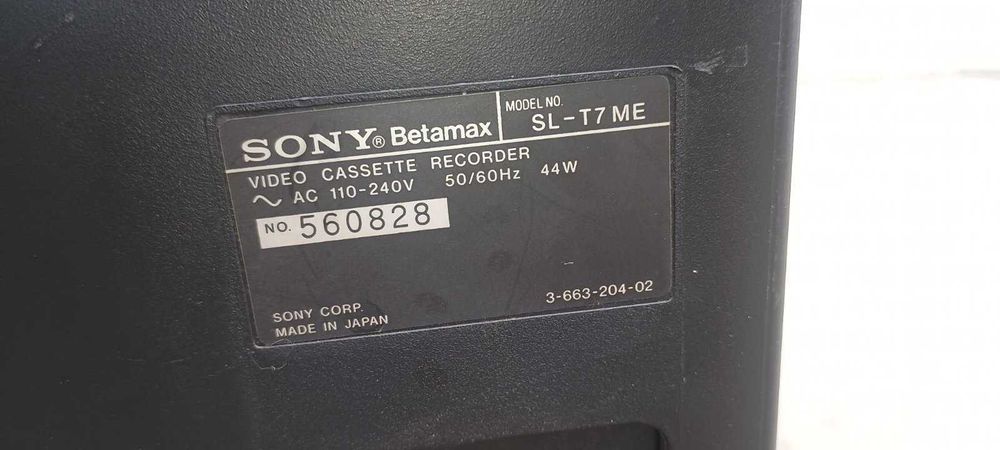 SONY® Betamax
MODEL NO.
SL-T7ME
VIDEO CASSETTE RECORDER
~ AC 110-240V 50/60Hz 44W
NO. 560828
SONY CORP.
MADE IN JAPAN
3-663-204-02